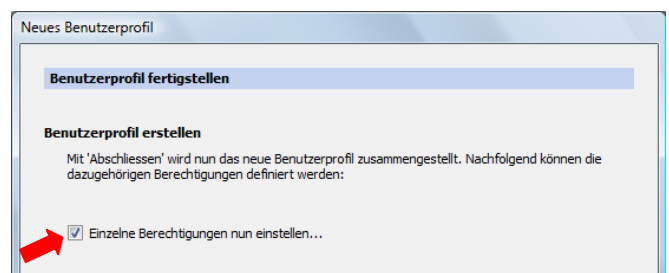 Neues Benutzerprofil
Benutzerprofil fertigstellen
Benutzerprofil erstellen
Mit 'Abschliessen' wird nun das neue Benutzerprofil zusammengestellt. Nachfolgend können die
dazugehörigen Berechtigungen definiert werden:
Einzelne Berechtigungen nun einstellen...